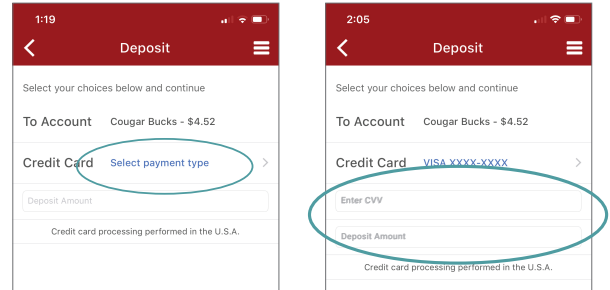 1:19
Deposit
Select your choices below and continue
To Account Cougar Bucks - $4.52
Credit Card Select payment type
Deposit Amount
Credit card processing performed in the U.S.A.
2:05
Deposit
Select your choices below and continue
To Account Cougar Bucks - $4.52
Credit Card VISA XXXX-XXXX
Enter CVV
Deposit Amount
Credit card processing performed in the U.S.A.